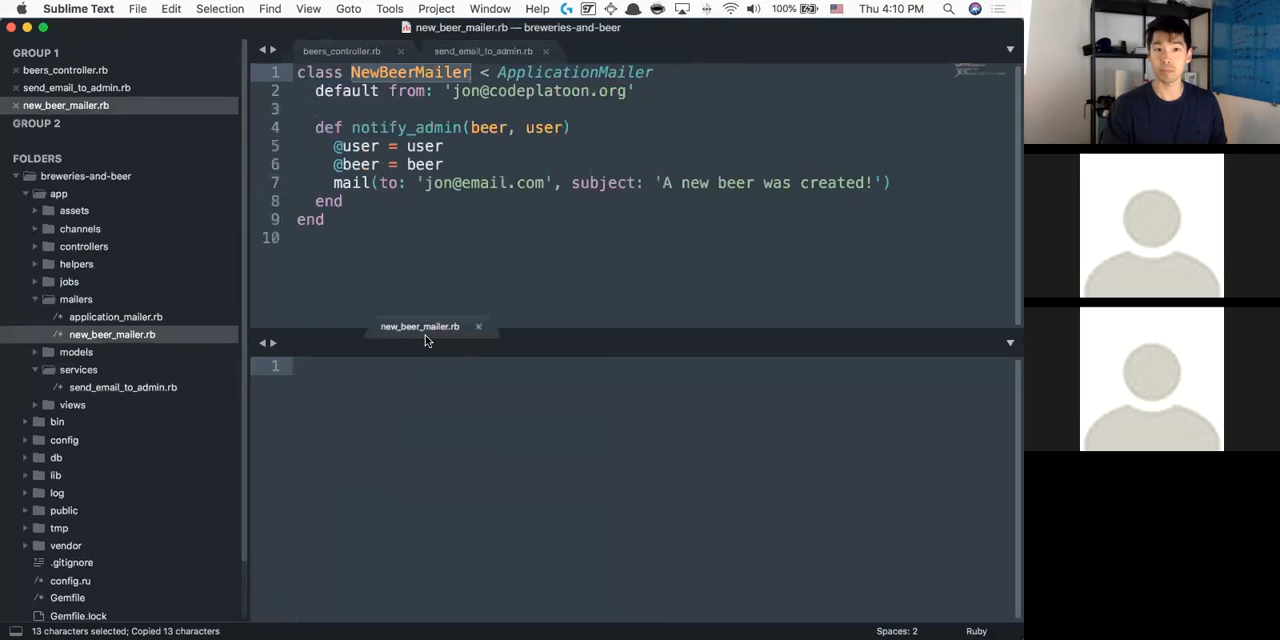 Sublime Text File Edit Selection Find View Goto Tools Project Window Help 100% Thu 4:10 PM
new_beer_mailer.rb — breweries-and-beer
GROUP 1
beers_controller.rb
send_email_to_admin.rb
new_beer_mailer.rb
GROUP 2
FOLDERS
breweries-and-beer
app
assets
channels
controllers
helpers
jobs
mailers
application_mailer.rb
new_beer_mailer.rb
models
services
send_email_to_admin.rb
views
bin
config
db
lib
log
public
tmp
vendor
.gitignore
config.ru
Gemfile
Gemfile.lock
beers_controller.rb send_email_to_admin.rb
1 class NewBeerMailer < ApplicationMailer
2 default from: 'jon@codeplatoon.org'
3
4 def notify_admin(beer, user)
5 @user = user
6 @beer = beer
7 mail(to: 'jon@email.com', subject: 'A new beer was created!')
8 end
9 end
10
new_beer_mailer.rb
1
13 characters selected; Copied 13 characters Spaces: 2 Ruby